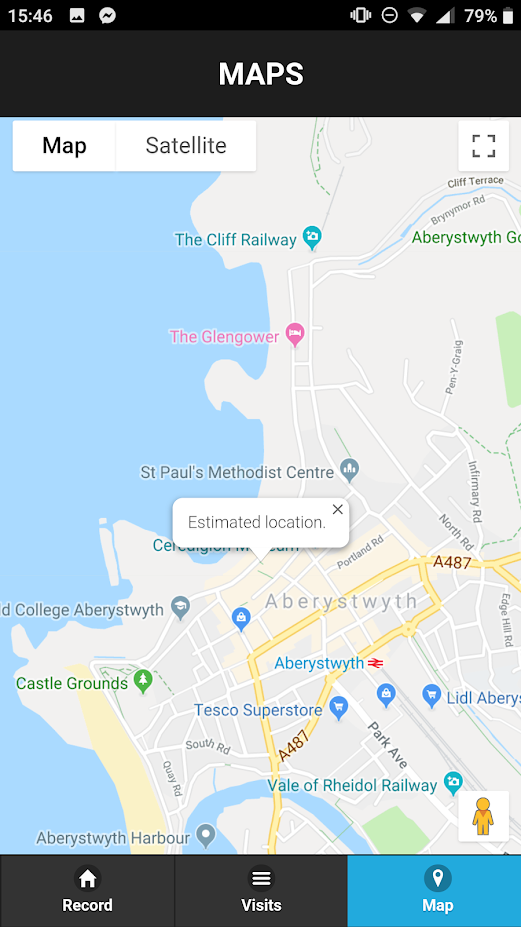 15:46
79%
MAPS
Map
Satellite
Cliff Terrace
Brynymor Rd
The Cliff Railway
Aberystwyth Go
The Glengower
Pen-Y-Graig
St Paul's Methodist Centre
Infirmary Rd
Estimated location.
North Rd
Ceredigion Museum
Portland Rd
A487
Aberystwyth
ld College Aberystwyth
Edge Hill Rd
Aberystwyth
Castle Grounds
Lidl Aberys
Tesco Superstore
South Rd
A487
Park Ave
Quay Rd
Vale of Rheidol Railway
Aberystwyth Harbour
Record
Visits
Map